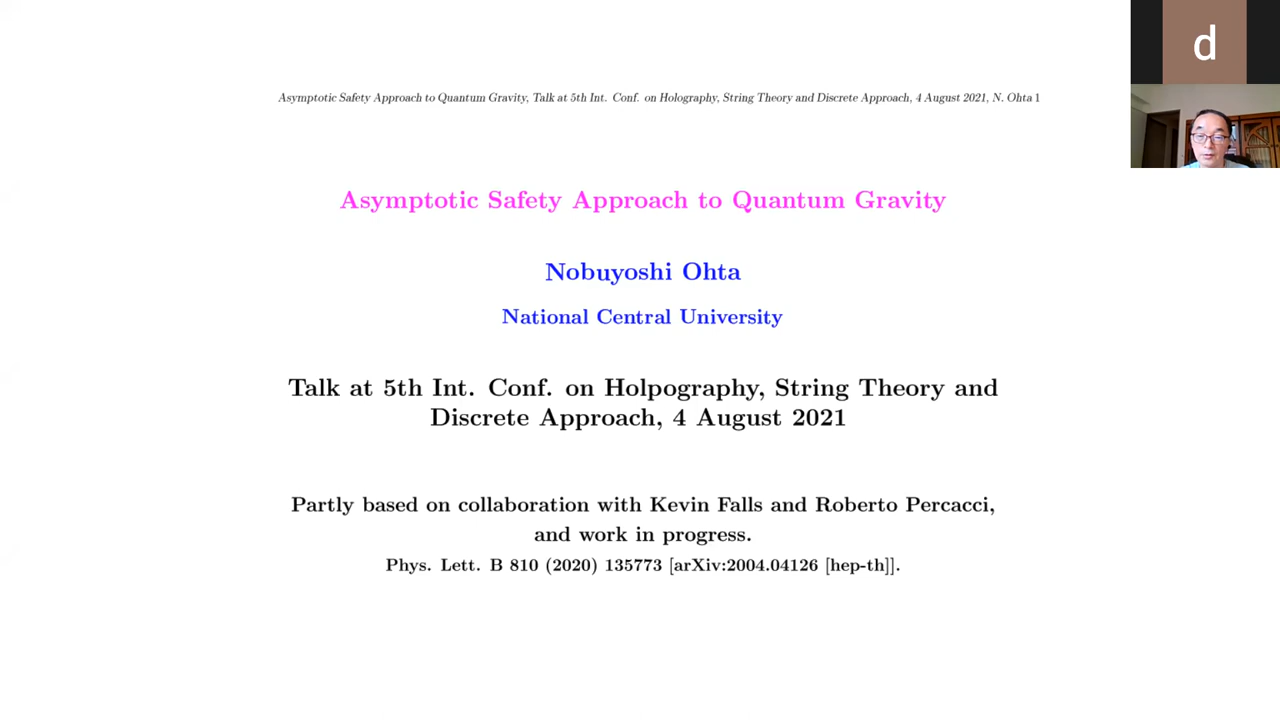 Asymptotic Safety Approach to Quantum Gravity, Talk at 5th Int. Conf. on Holography, String Theory and Discrete Approach, 4 August 2021, N. Ohta 1
d
Asymptotic Safety Approach to Quantum Gravity
Nobuyoshi Ohta
National Central University
Talk at 5th Int. Conf. on Holpography, String Theory and
Discrete Approach, 4 August 2021
Partly based on collaboration with Kevin Falls and Roberto Percacci,
and work in progress.
Phys. Lett. B 810 (2020) 135773 [arXiv:2004.04126 [hep-th]].